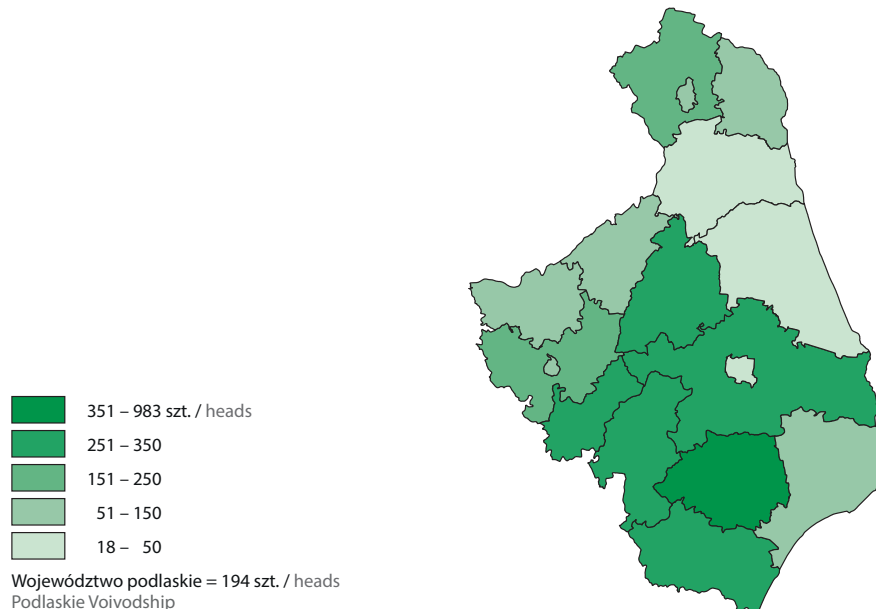 351 – 983 szt. / heads
251 – 350
151 – 250
51 – 150
18 – 50
Województwo podlaskie = 194 szt. / heads
Podlaskie Voivodship